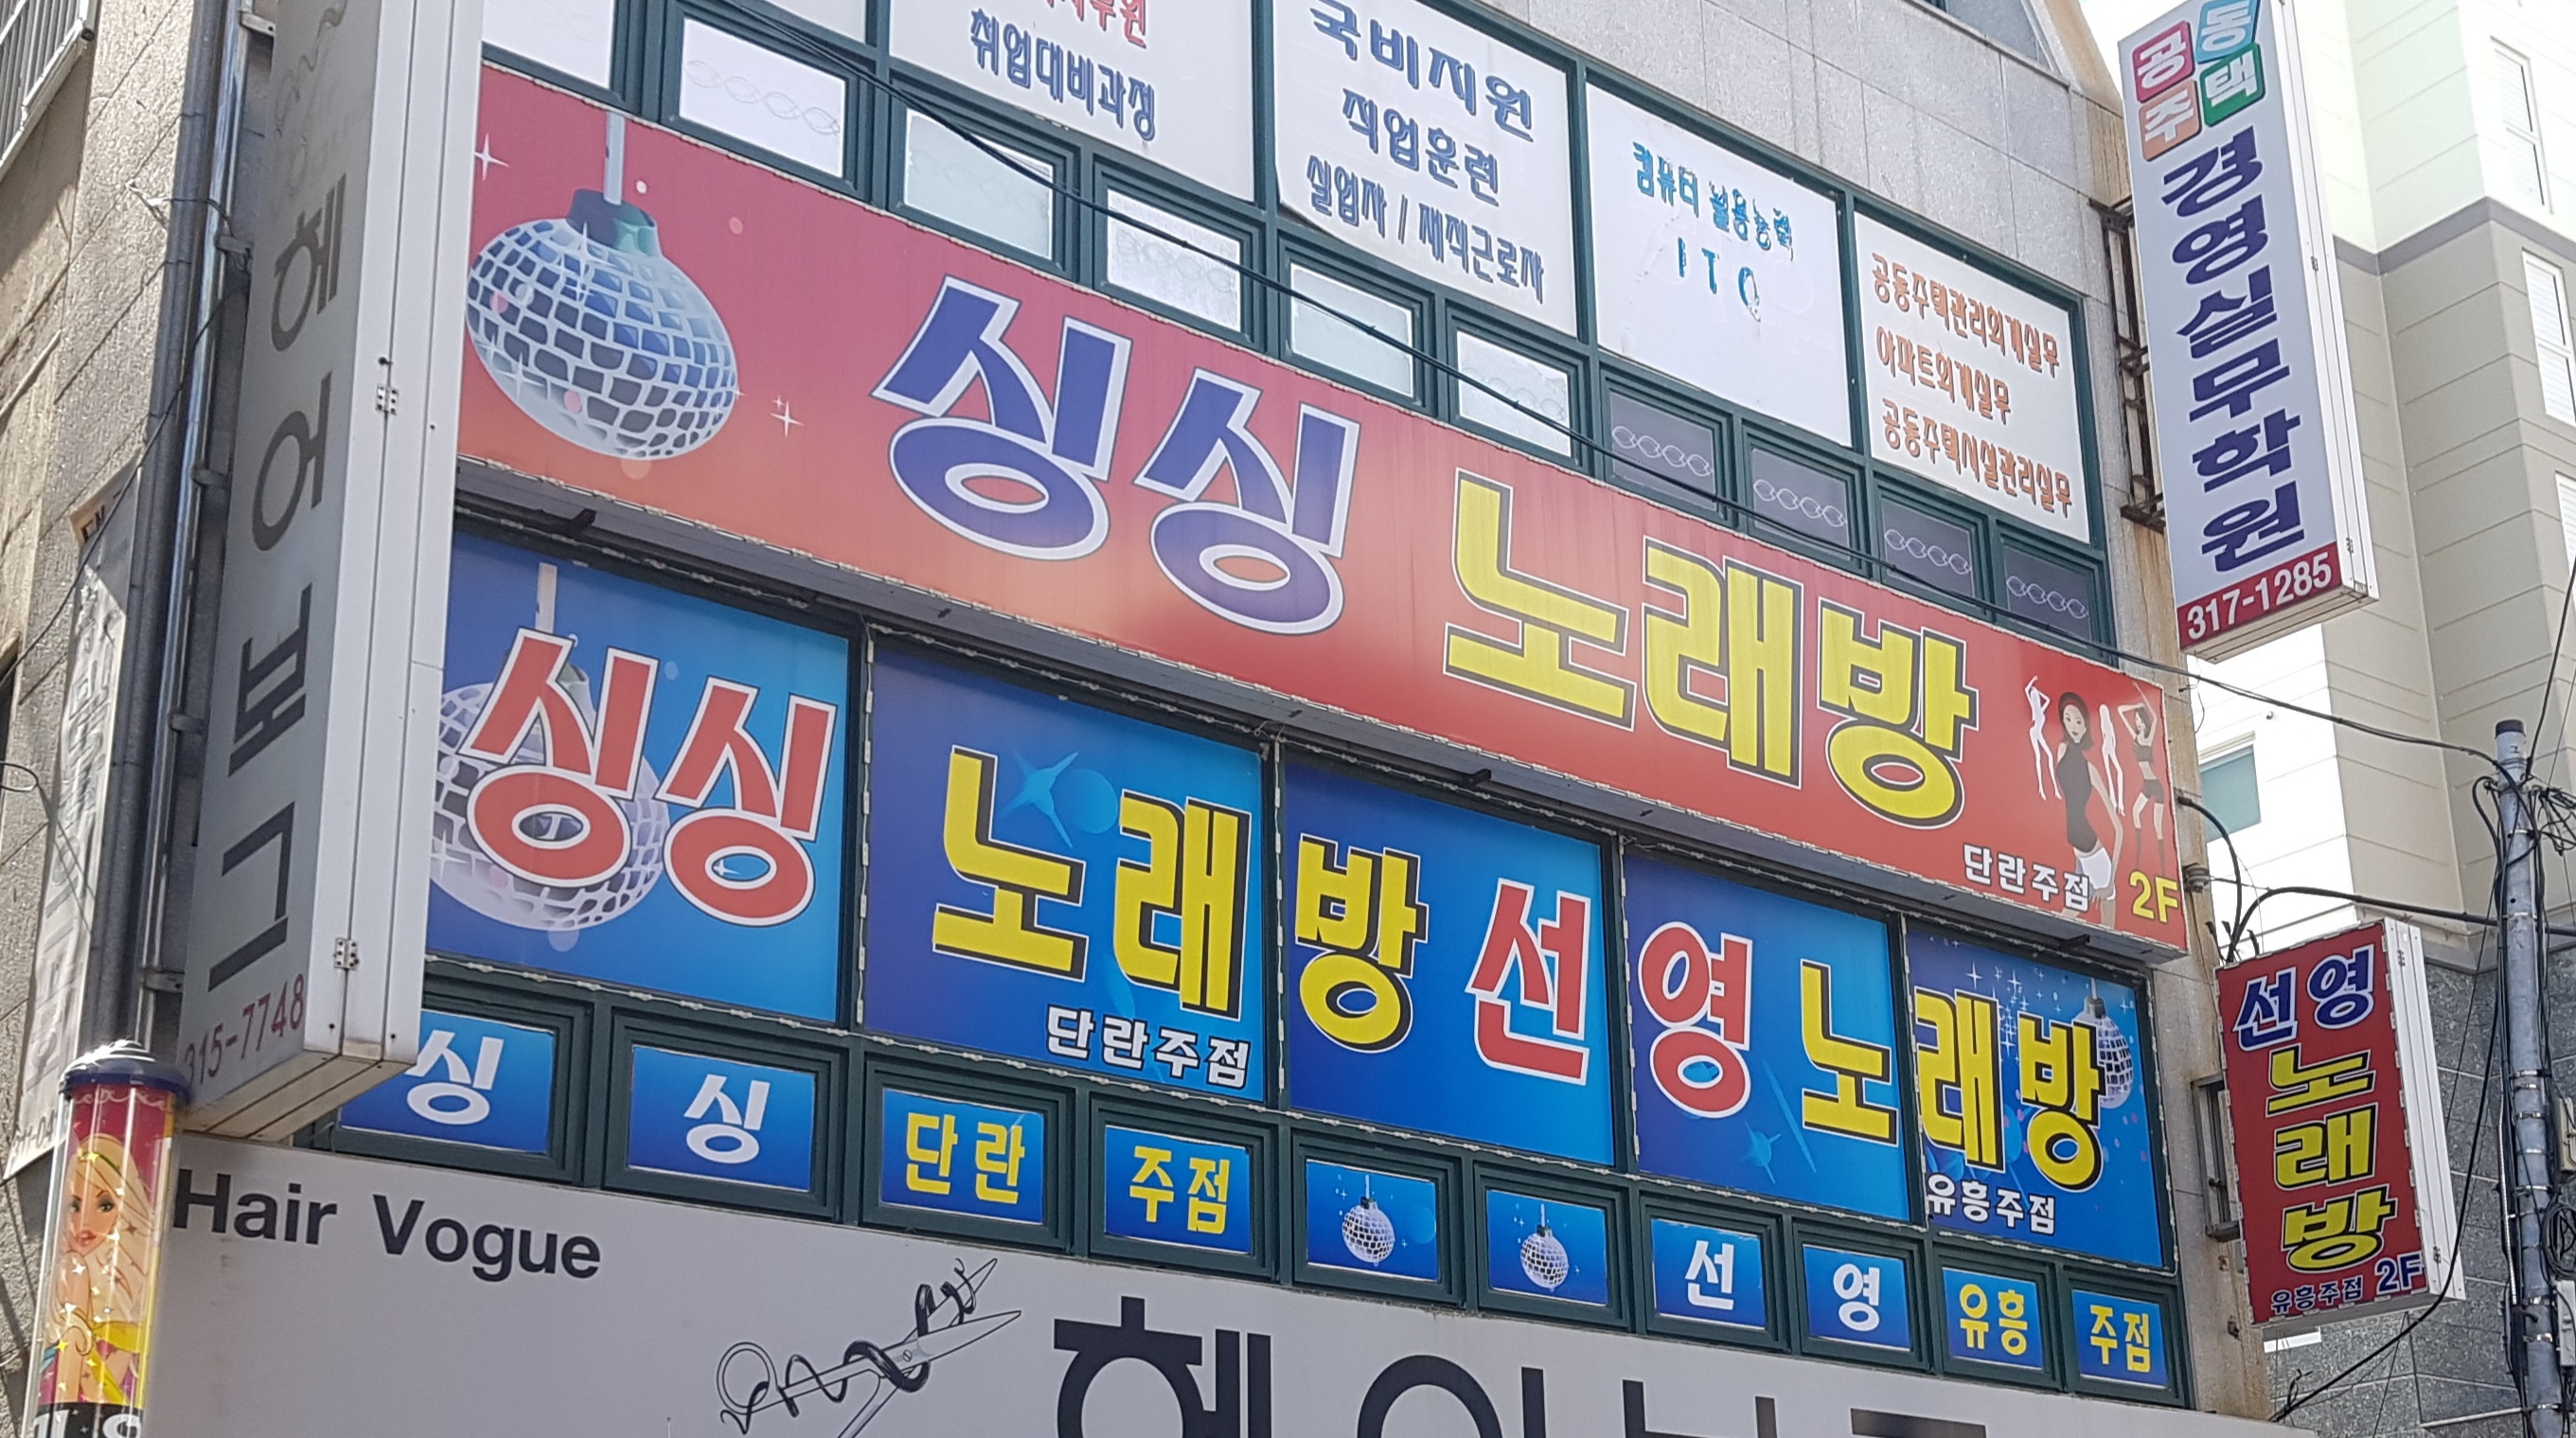 취업대비과정
국비지원
직업훈련
실업자 / 재직근로자
컴퓨터 활용능력
ITQ
공동주택관리회계실무
아파트회계실무
공동주택시설관리실무
공동
주택
경영실무학원
317-1285
헤어보그
315-7748
싱싱 노래방
단란주점 2F
싱싱 노래방 선영 노래방
단란주점
유흥주점
싱 싱 단란 주점 선 영 유흥 주점
선영
노래방
유흥주점 2F
Hair Vogue
헤어보그